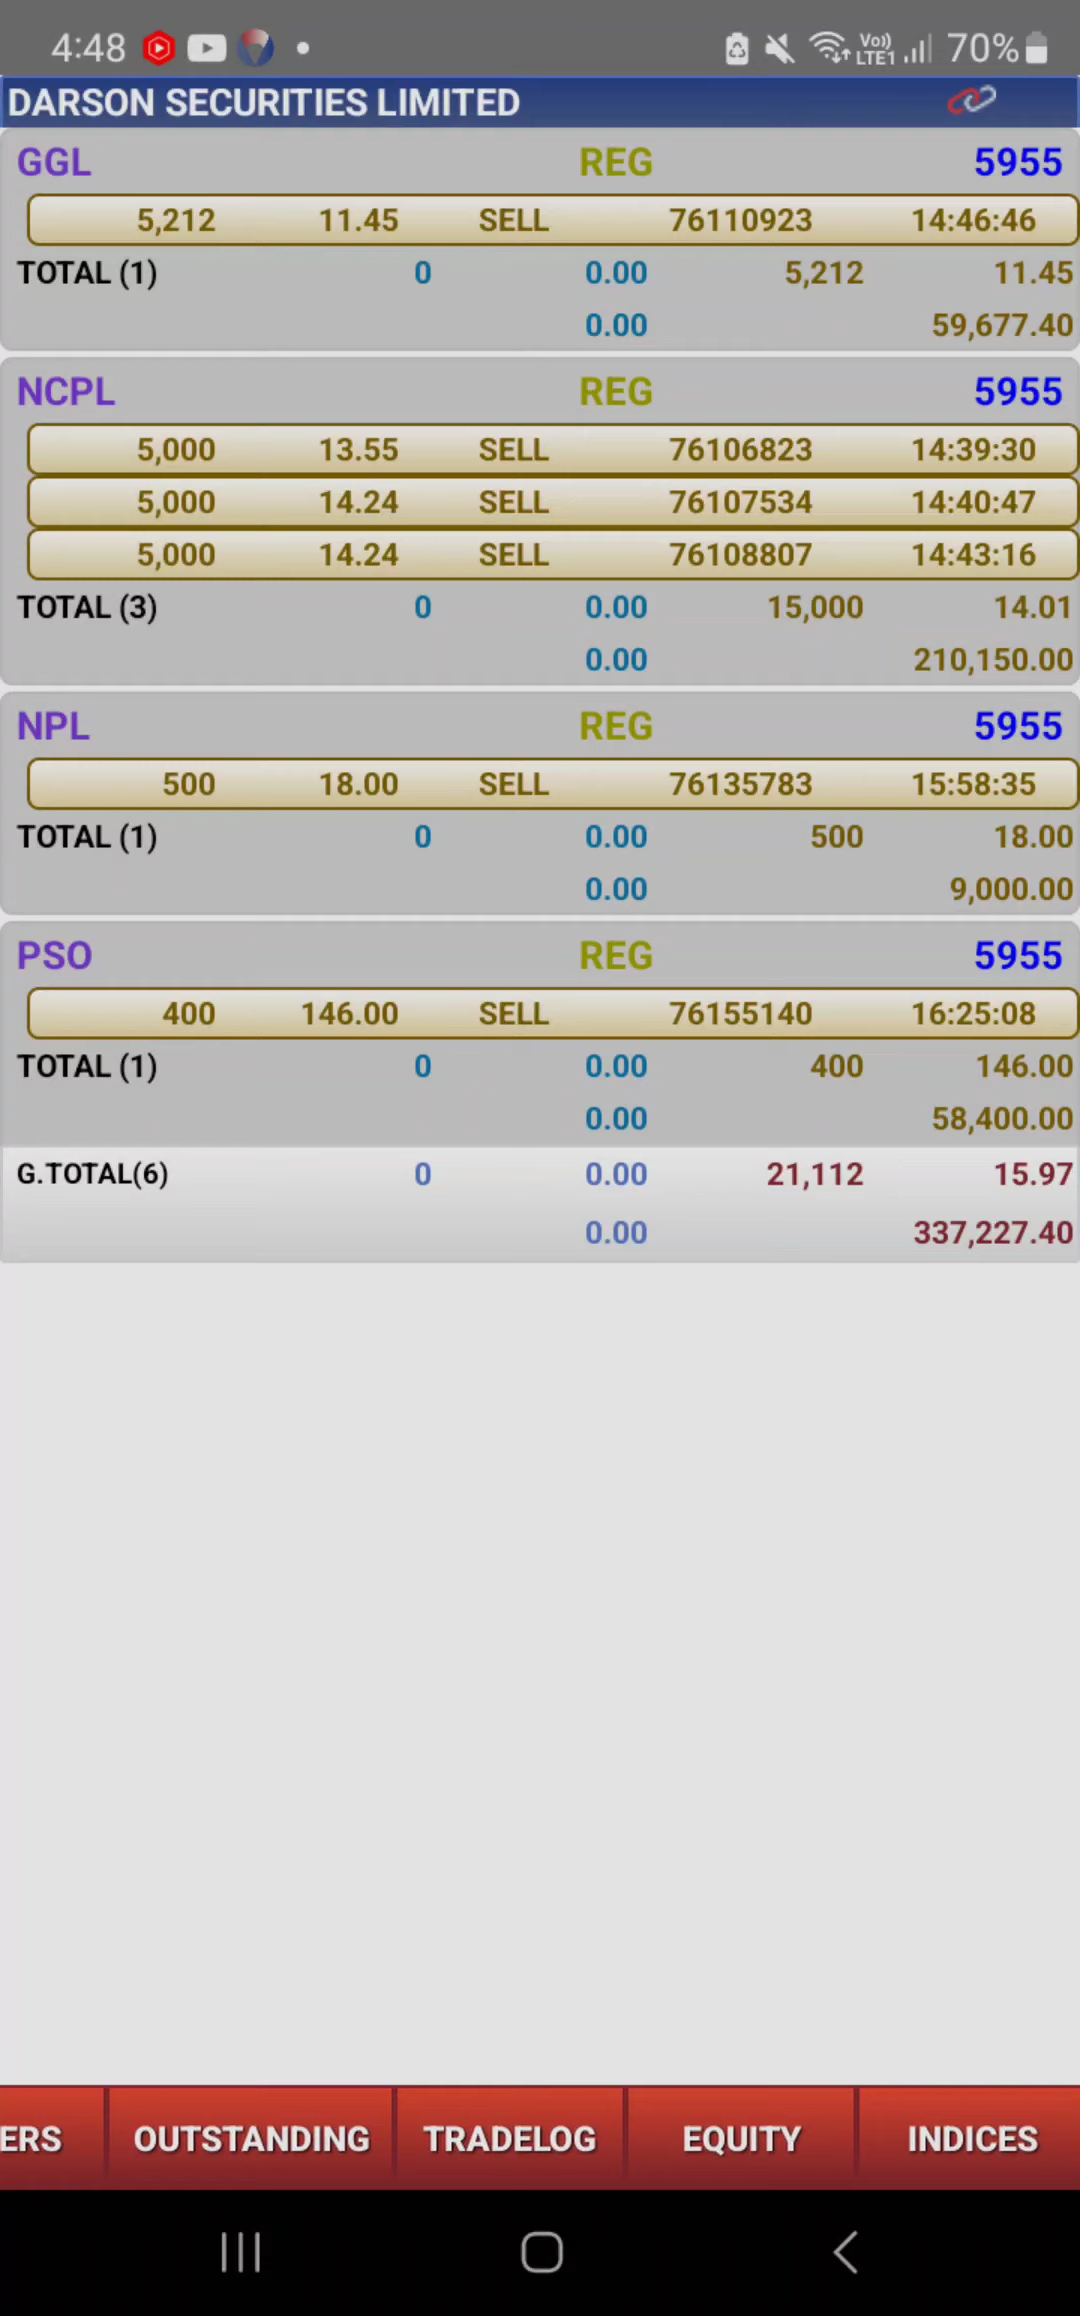 4:48 Vo)) LTE1 70%
DARSON SECURITIES LIMITED
GGL REG 5955
5,212 11.45 SELL 76110923 14:46:46
TOTAL (1) 0 0.00 5,212 11.45
0.00 59,677.40
NCPL REG 5955
5,000 13.55 SELL 76106823 14:39:30
5,000 14.24 SELL 76107534 14:40:47
5,000 14.24 SELL 76108807 14:43:16
TOTAL (3) 0 0.00 15,000 14.01
0.00 210,150.00
NPL REG 5955
500 18.00 SELL 76135783 15:58:35
TOTAL (1) 0 0.00 500 18.00
0.00 9,000.00
PSO REG 5955
400 146.00 SELL 76155140 16:25:08
TOTAL (1) 0 0.00 400 146.00
0.00 58,400.00
G.TOTAL(6) 0 0.00 21,112 15.97
0.00 337,227.40
ERS OUTSTANDING TRADELOG EQUITY INDICES